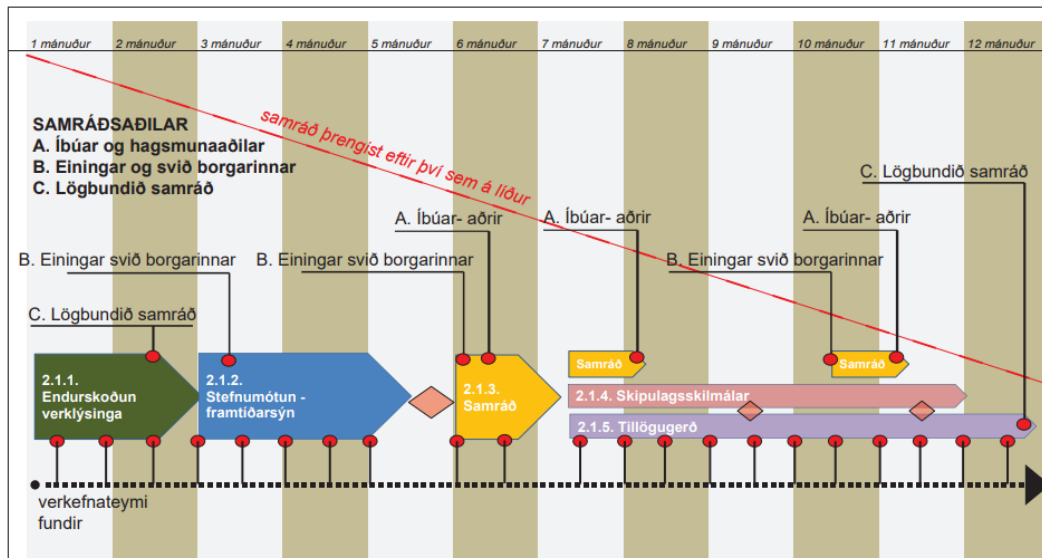 1 mánuður
2 mánuður
3 mánuður
4 mánuður
5 mánuður
6 mánuður
7 mánuður
8 mánuður
9 mánuður
10 mánuður
11 mánuður
12 mánuður
SAMRÁÐSAÐILAR
A. Íbúar og hagsmunaaðilar
B. Einingar og svið borgarinnar
C. Lögbundið samráð
samráð þrengist eftir því sem á líður
C. Lögbundið samráð
A. Íbúar- aðrir
A. Íbúar- aðrir
A. Íbúar- aðrir
B. Einingar svið borgarinnar
B. Einingar svið borgarinnar
B. Einingar svið borgarinnar
C. Lögbundið samráð
2.1.1.
Endurskoðun
verklýsinga
2.1.2.
Stefnumótun -
framtíðarsýn
2.1.3.
Samráð
Samráð
Samráð
2.1.4. Skipulagsskilmálar
2.1.5. Tillögugerð
verkefnateymi
fundir